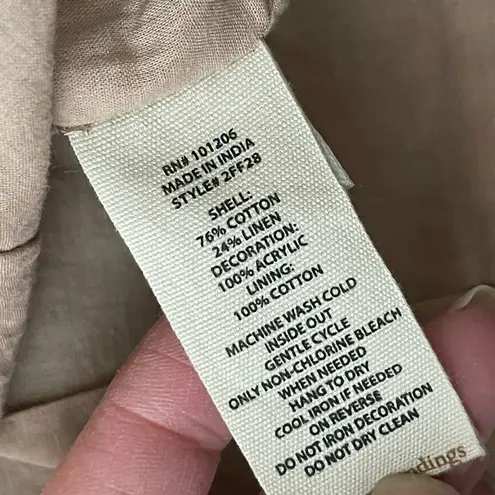 RN# 101206
MADE IN INDIA
STYLE# 2FF28
SHELL:
76% COTTON
24% LINEN
DECORATION:
100% ACRYLIC
LINING:
100% COTTON
MACHINE WASH COLD
INSIDE OUT
GENTLE CYCLE
ONLY NON-CHLORINE BLEACH
WHEN NEEDED
HANG TO DRY
COOL IRON IF NEEDED
ON REVERSE
DO NOT IRON DECORATION
DO NOT DRY CLEAN